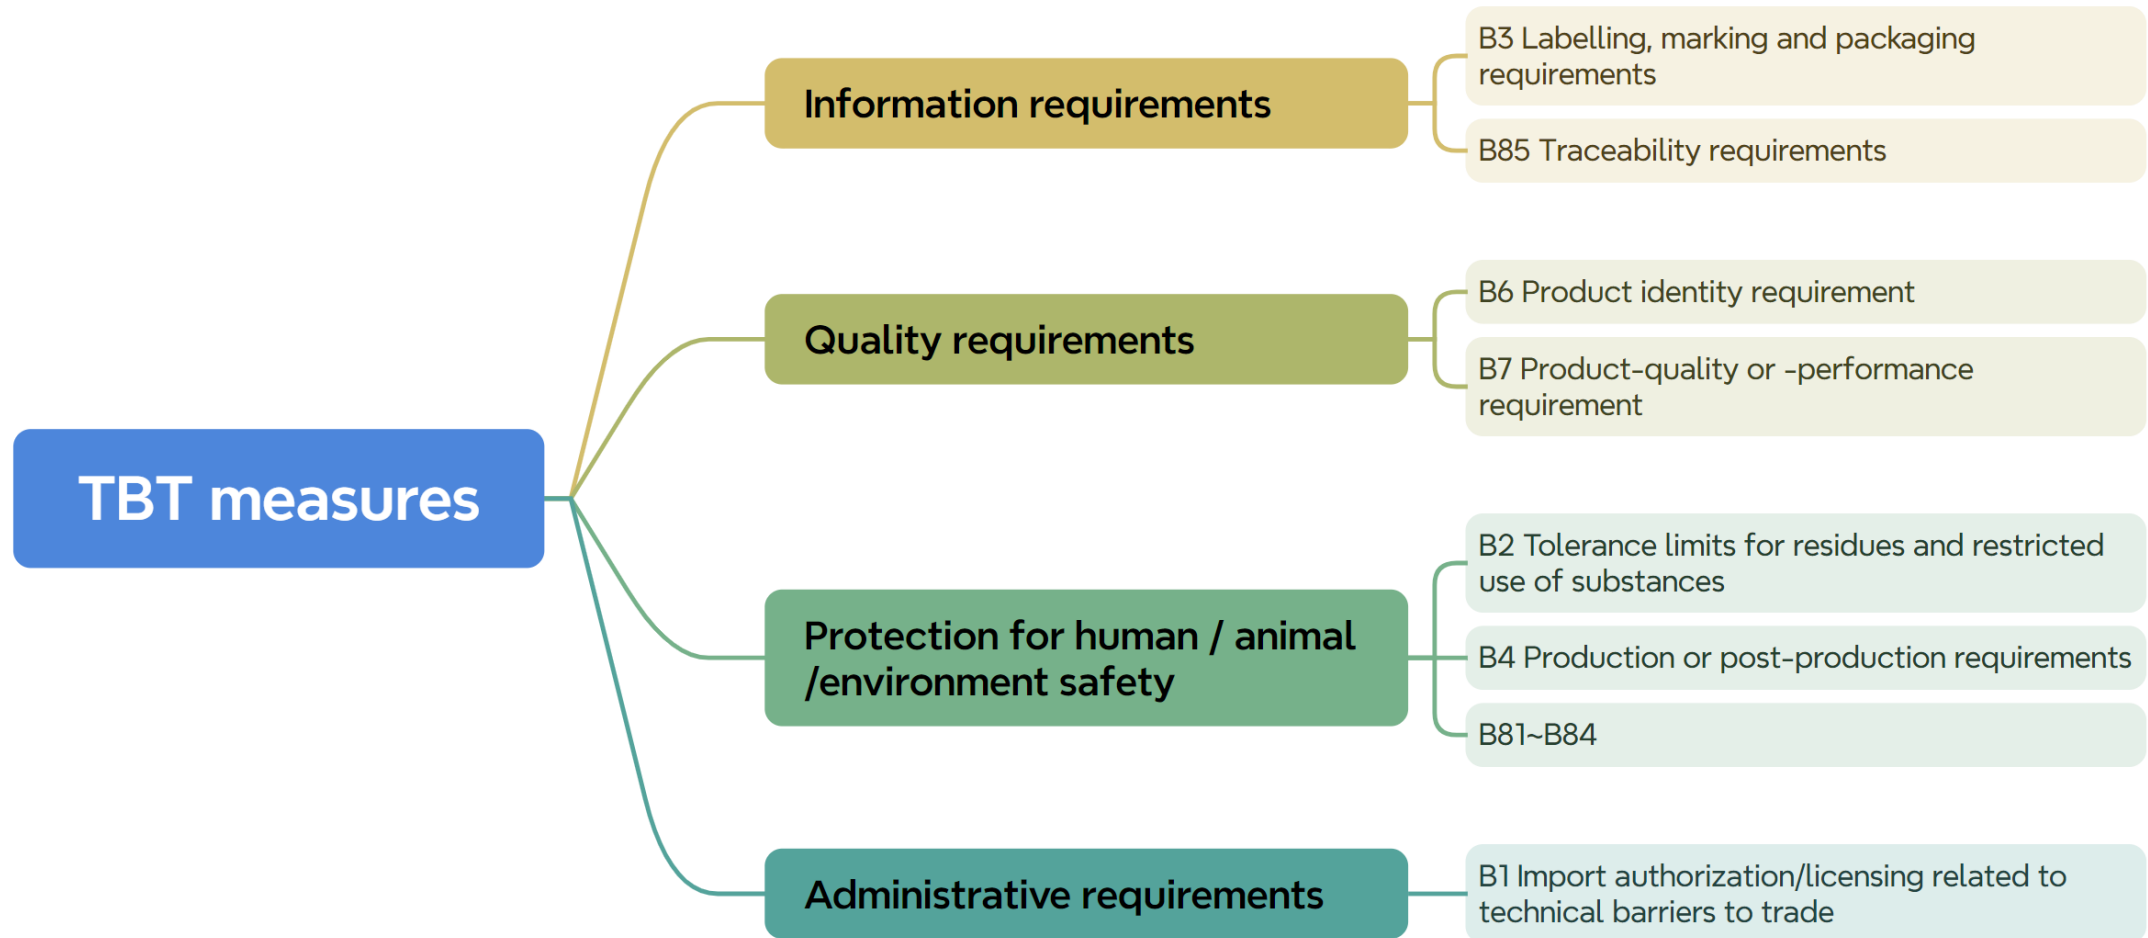 TBT measures
Information requirements
B3 Labelling, marking and packaging
requirements
B85 Traceability requirements
Quality requirements
B6 Product identity requirement
B7 Product-quality or -performance
requirement
Protection for human / animal
/environment safety
B2 Tolerance limits for residues and restricted
use of substances
B4 Production or post-production requirements
B81~B84
Administrative requirements
B1 Import authorization/licensing related to
technical barriers to trade